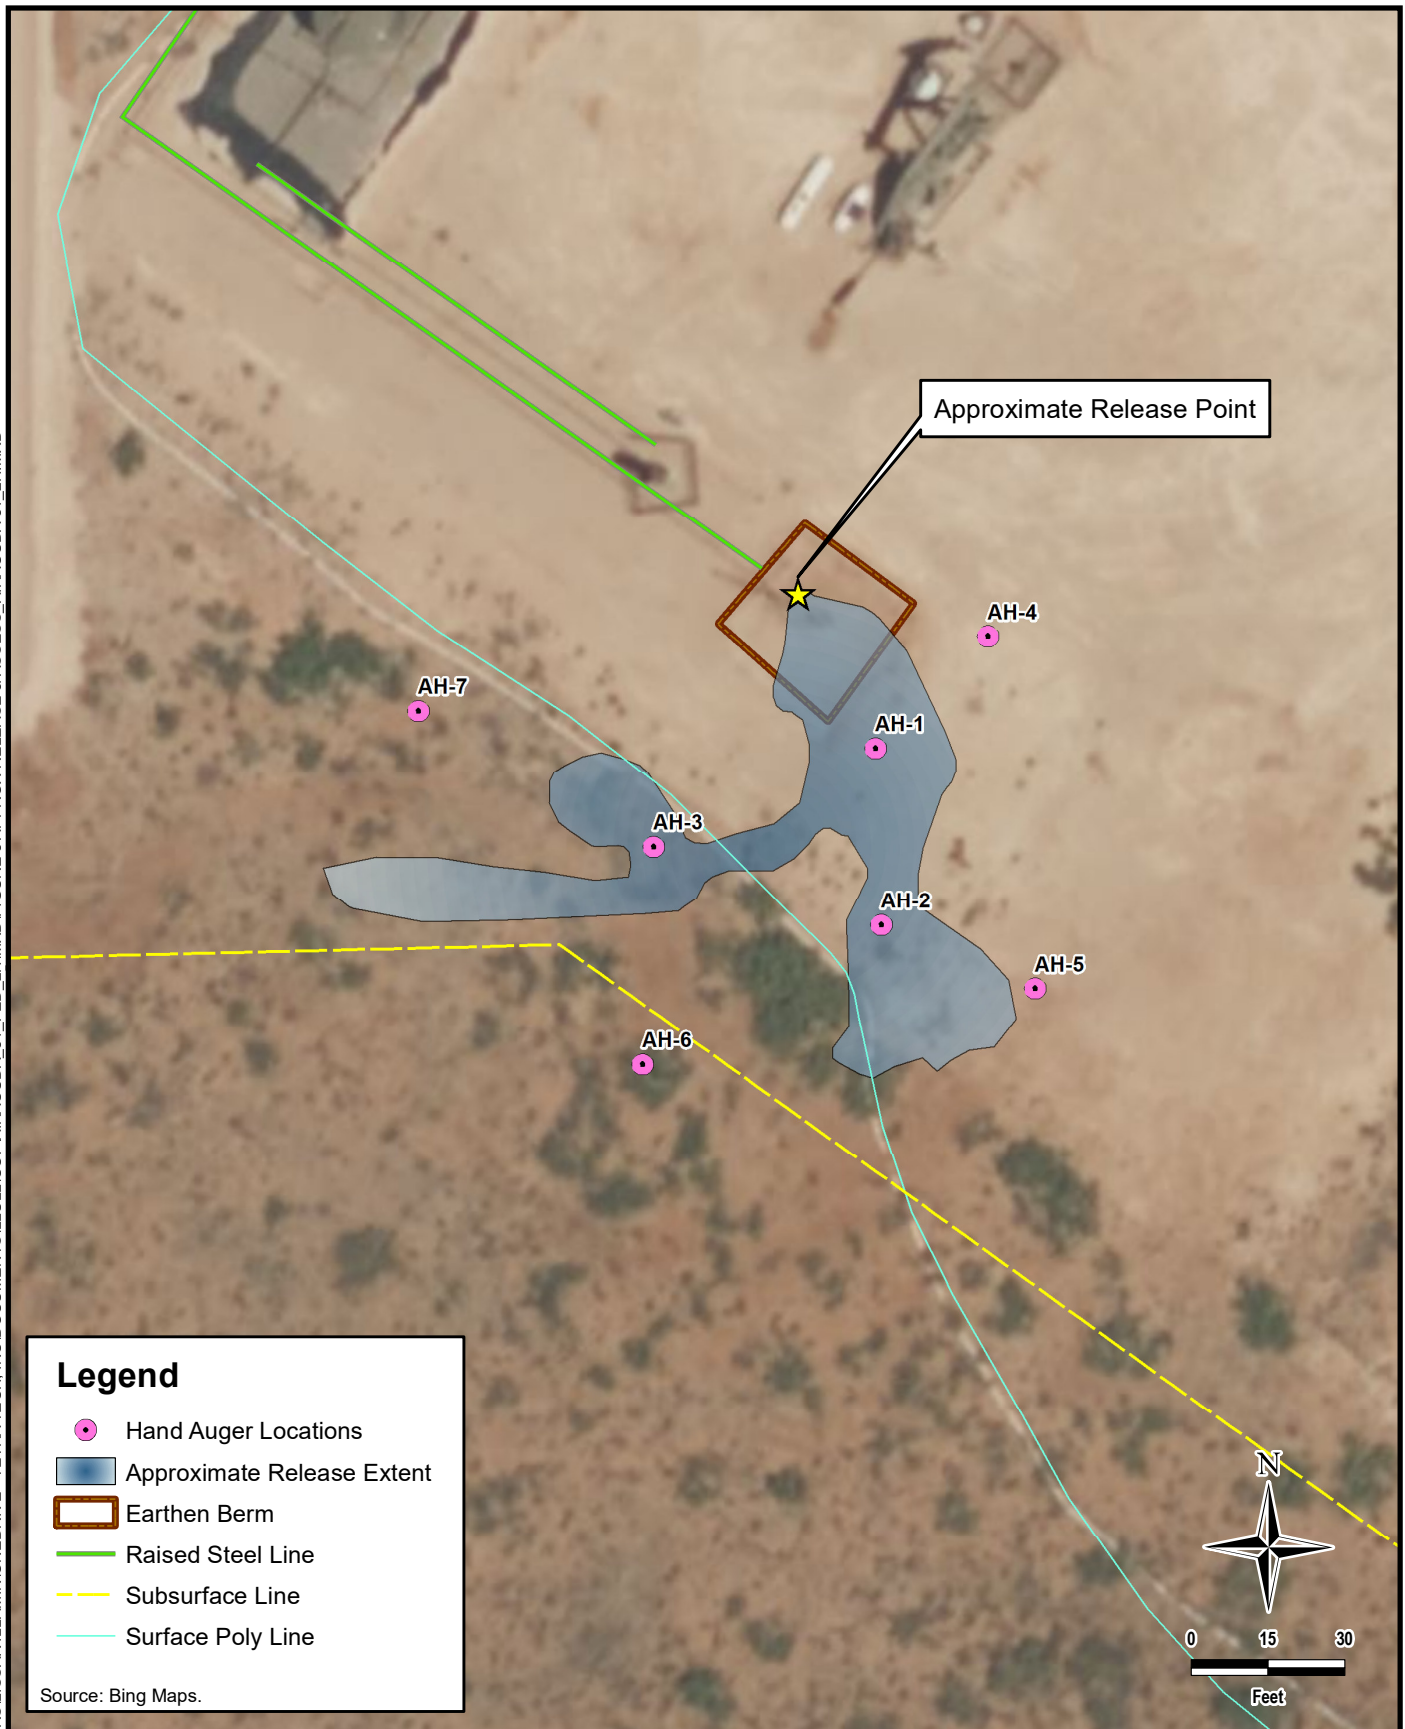 Approximate Release Point
AH-4
AH-7
AH-1
AH-3
AH-2
AH-5
AH-6
Legend
Hand Auger Locations
Approximate Release Extent
Earthen Berm
Raised Steel Line
Subsurface Line
Surface Poly Line
Source: Bing Maps.
N
0 15 30
Feet